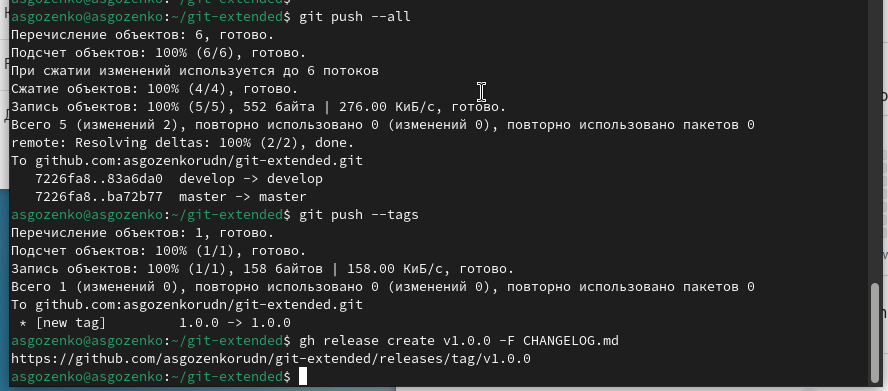 asgozenko@asgozenko:~/git-extended$ git push --all
Перечисление объектов: 6, готово.
Подсчет объектов: 100% (6/6), готово.
При сжатии изменений используется до 6 потоков
Сжатие объектов: 100% (4/4), готово.
Запись объектов: 100% (5/5), 552 байта | 276.00 КиБ/с, готово.
Всего 5 (изменений 2), повторно использовано 0 (изменений 0), повторно использовано пакетов 0
remote: Resolving deltas: 100% (2/2), done.
To github.com:asgozenkorudn/git-extended.git
   7226fa8..83a6da0  develop -> develop
   7226fa8..ba72b77  master -> master
asgozenko@asgozenko:~/git-extended$ git push --tags
Перечисление объектов: 1, готово.
Подсчет объектов: 100% (1/1), готово.
Запись объектов: 100% (1/1), 158 байтов | 158.00 КиБ/с, готово.
Всего 1 (изменений 0), повторно использовано 0 (изменений 0), повторно использовано пакетов 0
To github.com:asgozenkorudn/git-extended.git
 * [new tag]         1.0.0 -> 1.0.0
asgozenko@asgozenko:~/git-extended$ gh release create v1.0.0 -F CHANGELOG.md
https://github.com/asgozenkorudn/git-extended/releases/tag/v1.0.0
asgozenko@asgozenko:~/git-extended$